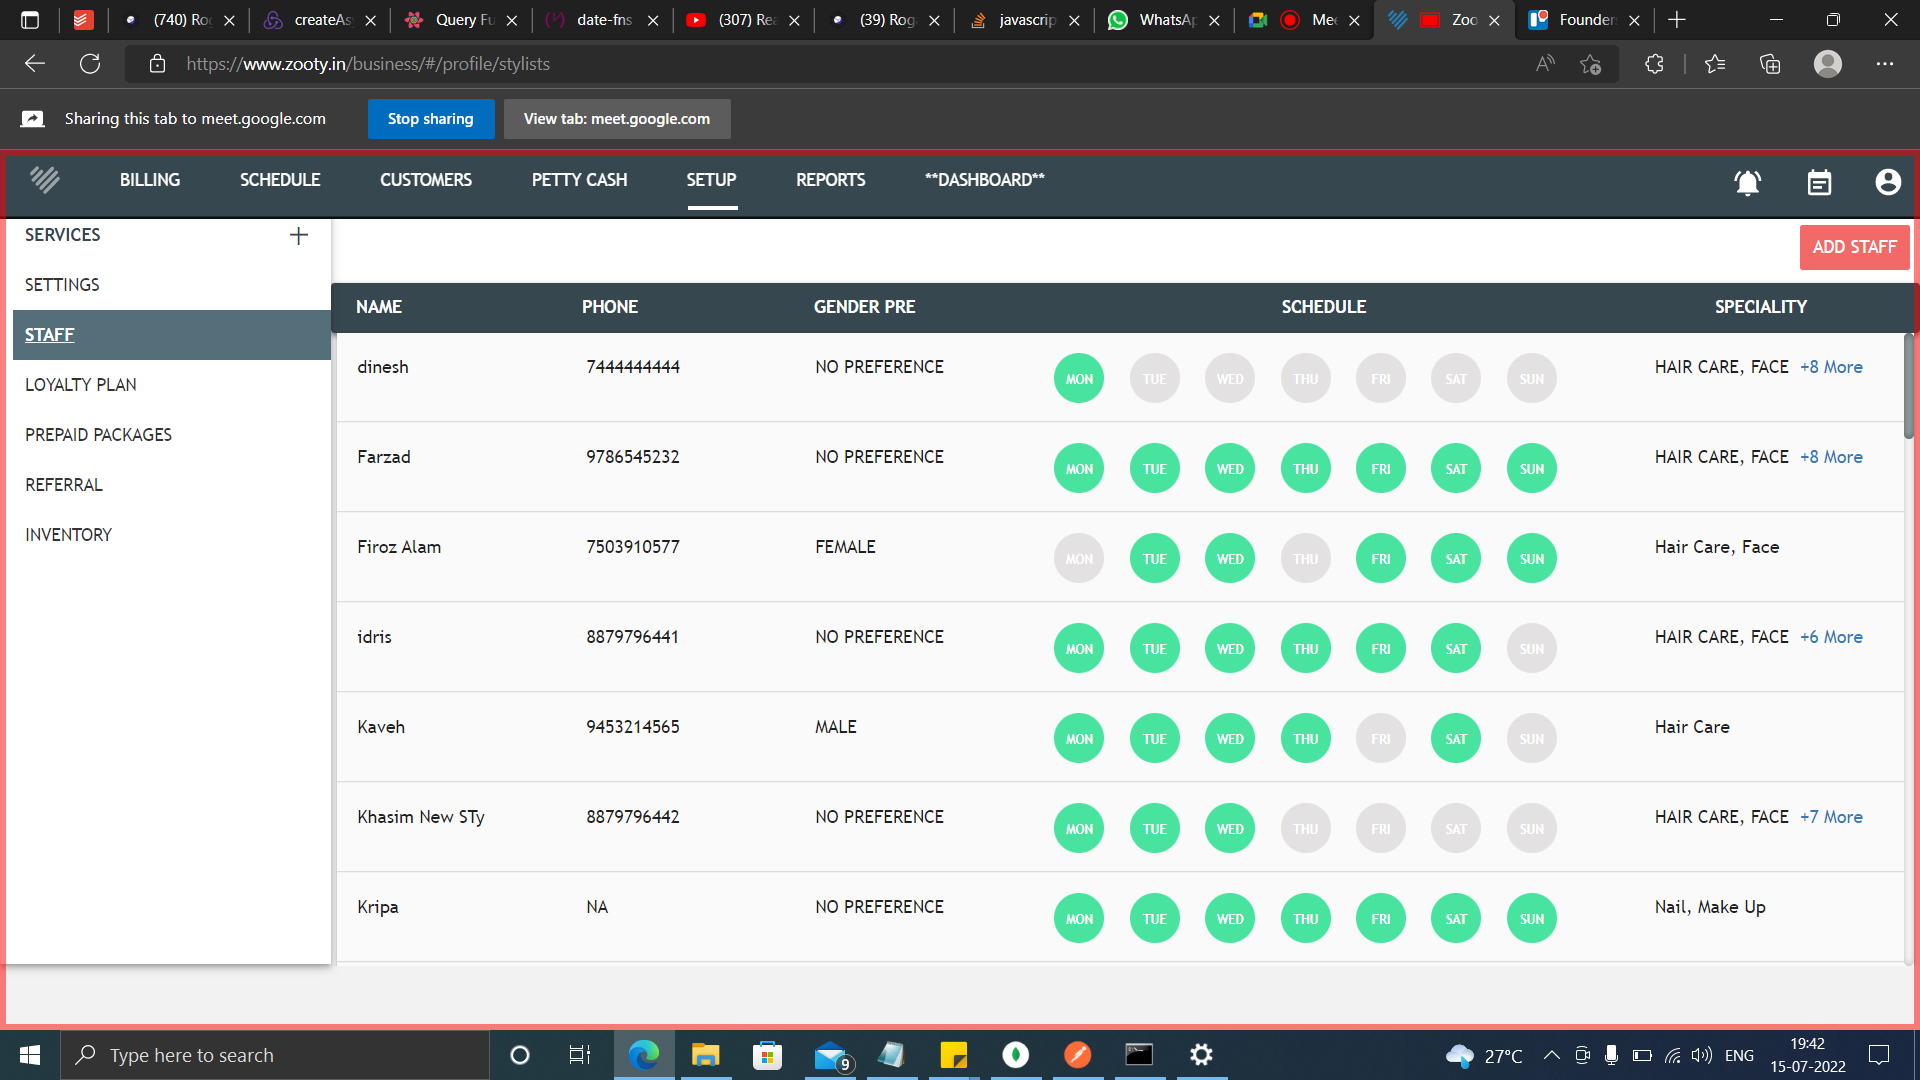 (740) Ro
createAs
Query Fu
date-fns
(307) Rea
(39) Rog
javascrip
WhatsAp
Mee
Zoo
Founder
https://www.zooty.in/business/#/profile/stylists
Sharing this tab to meet.google.com
Stop sharing
View tab: meet.google.com
BILLING SCHEDULE CUSTOMERS PETTY CASH SETUP REPORTS **DASHBOARD**
SERVICES
SETTINGS
STAFF
LOYALTY PLAN
PREPAID PACKAGES
REFERRAL
INVENTORY
ADD STAFF
NAME PHONE GENDER PRE SCHEDULE SPECIALITY
dinesh 7444444444 NO PREFERENCE MON TUE WED THU FRI SAT SUN HAIR CARE, FACE +8 More
Farzad 9786545232 NO PREFERENCE MON TUE WED THU FRI SAT SUN HAIR CARE, FACE +8 More
Firoz Alam 7503910577 FEMALE MON TUE WED THU FRI SAT SUN Hair Care, Face
idris 8879796441 NO PREFERENCE MON TUE WED THU FRI SAT SUN HAIR CARE, FACE +6 More
Kaveh 9453214565 MALE MON TUE WED THU FRI SAT SUN Hair Care
Khasim New STy 8879796442 NO PREFERENCE MON TUE WED THU FRI SAT SUN HAIR CARE, FACE +7 More
Kripa NA NO PREFERENCE MON TUE WED THU FRI SAT SUN Nail, Make Up
Type here to search
9
27°C
ENG
19:42
15-07-2022